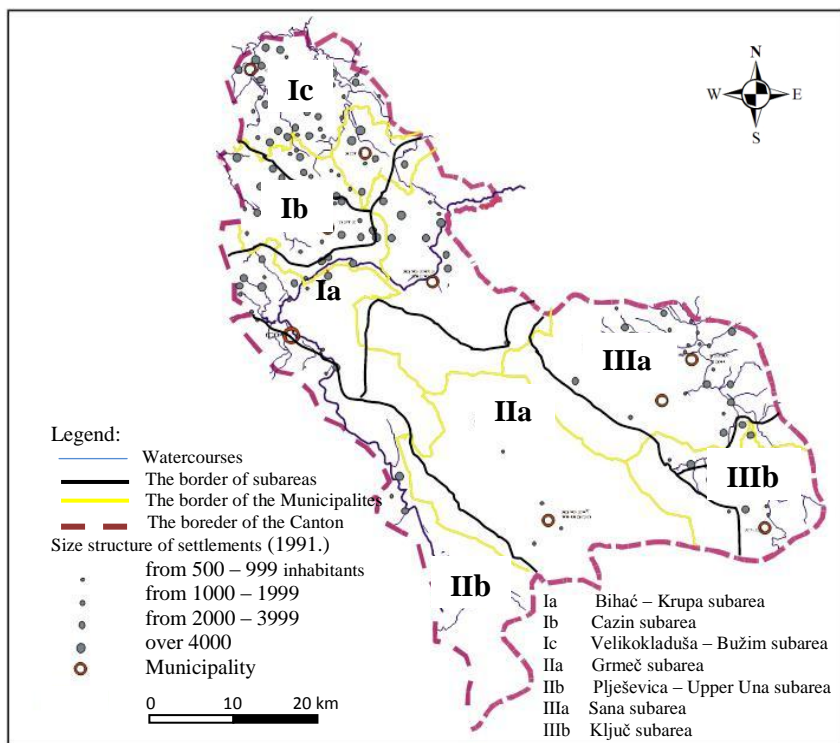 N
W E
S
Ic
Ib
Ia
IIIa
IIa
IIIb
IIb
Legend:
Watercourses
The border of subareas
The border of the Municipalites
The boreder of the Canton
Size structure of settlements (1991.)
from 500 – 999 inhabitants
from 1000 – 1999
from 2000 – 3999
over 4000
Municipality
0 10 20 km
Ia Bihać – Krupa subarea
Ib Cazin subarea
Ic Velikokladuša – Bužim subarea
IIa Grmeč subarea
IIb Plješevica – Upper Una subarea
IIIa Sana subarea
IIIb Ključ subarea